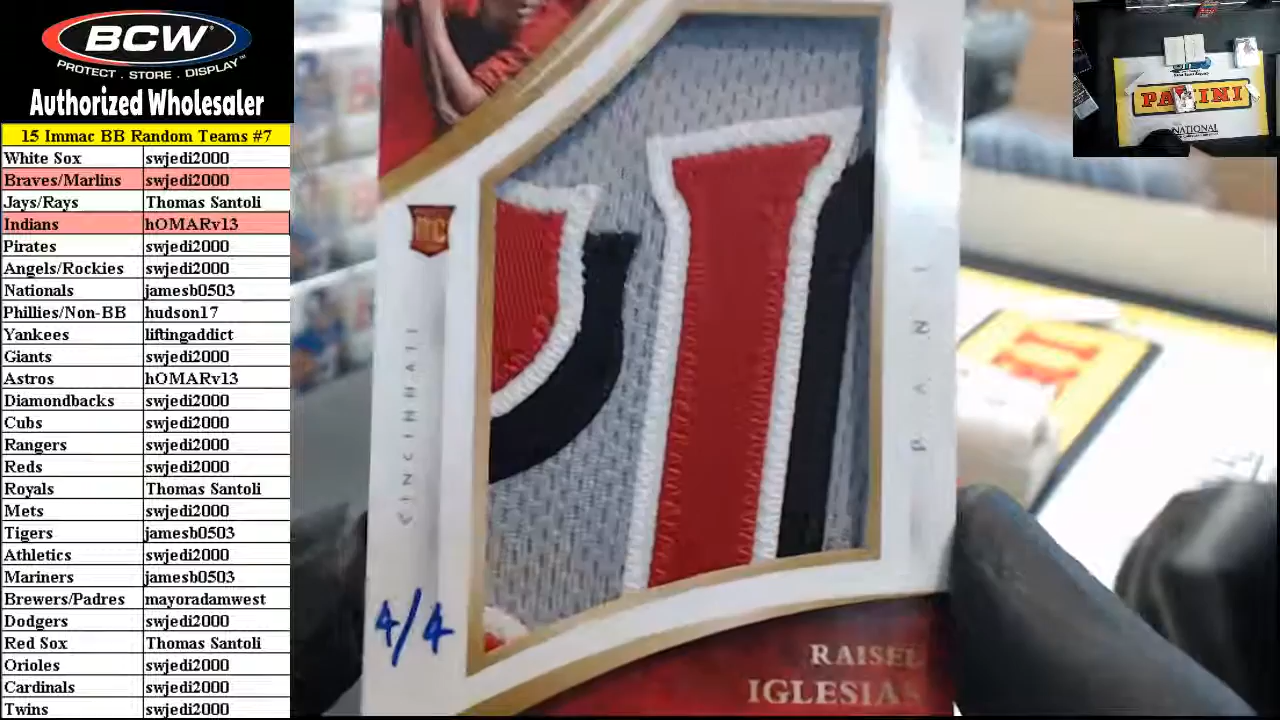 BCW
PROTECT . STORE . DISPLAY™
Authorized Wholesaler
15 Immac BB Random Teams #7
White Sox swjedi2000
Braves/Marlins swjedi2000
Jays/Rays Thomas Santoli
Indians hOMARv13
Pirates swjedi2000
Angels/Rockies swjedi2000
Nationals jamesb0503
Phillies/Non-BB hudson17
Yankees liftingaddict
Giants swjedi2000
Astros hOMARv13
Diamondbacks swjedi2000
Cubs swjedi2000
Rangers swjedi2000
Reds swjedi2000
Royals Thomas Santoli
Mets swjedi2000
Tigers jamesb0503
Athletics swjedi2000
Mariners jamesb0503
Brewers/Padres mayoradamwest
Dodgers swjedi2000
Red Sox Thomas Santoli
Orioles swjedi2000
Cardinals swjedi2000
Twins swjedi2000
RC
CINCINNATI
4/4
PANINI
RAISEL
IGLESIAS
PANINI
NATIONAL